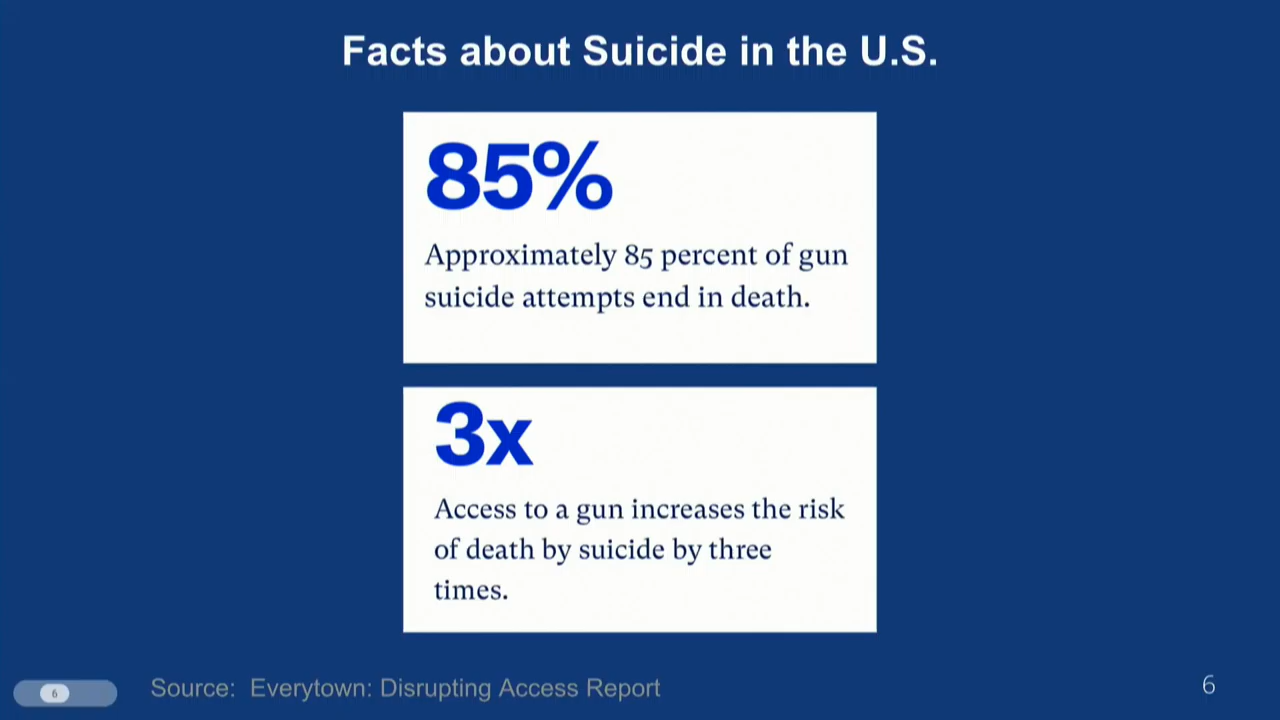 Facts about Suicide in the U.S.
85%
Approximately 85 percent of gun
suicide attempts end in death.
3x
Access to a gun increases the risk
of death by suicide by three
times.
6
Source: Everytown: Disrupting Access Report
6